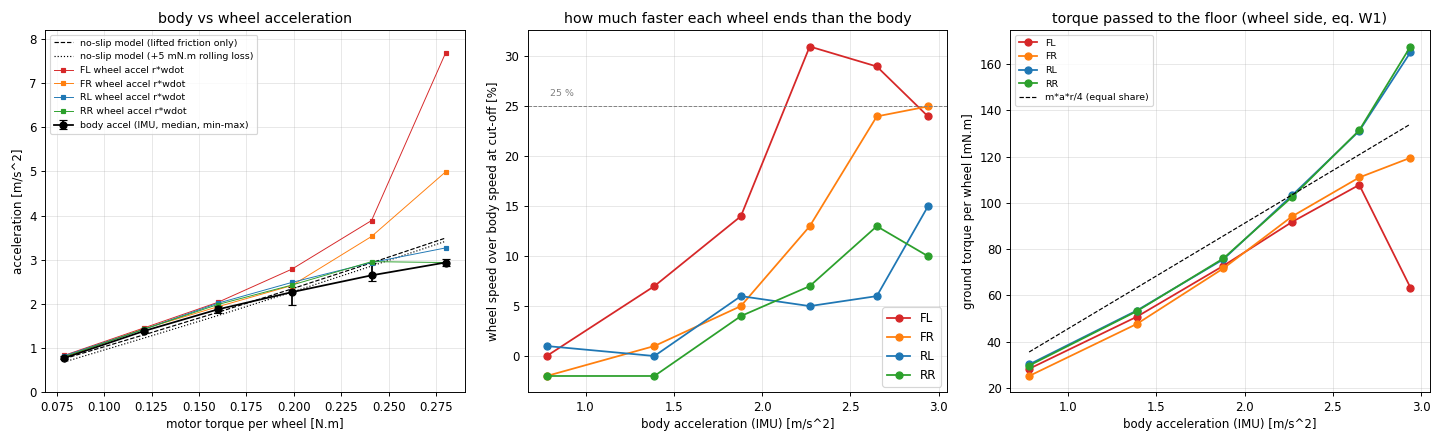 body vs wheel acceleration
acceleration [m/s^2]
8
7
6
5
4
3
2
1
0
no-slip model (lifted friction only)
no-slip model (+5 mN.m rolling loss)
FL wheel accel r*wdot
FR wheel accel r*wdot
RL wheel accel r*wdot
RR wheel accel r*wdot
body accel (IMU, median, min-max)
0.075 0.100 0.125 0.150 0.175 0.200 0.225 0.250 0.275
motor torque per wheel [N.m]
how much faster each wheel ends than the body
wheel speed over body speed at cut-off [%]
30
25
20
15
10
5
0
25 %
FL
FR
RL
RR
1.0 1.5 2.0 2.5 3.0
body acceleration (IMU) [m/s^2]
torque passed to the floor (wheel side, eq. W1)
ground torque per wheel [mN.m]
160
140
120
100
80
60
40
20
FL
FR
RL
RR
m*a*r/4 (equal share)
1.0 1.5 2.0 2.5 3.0
body acceleration (IMU) [m/s^2]